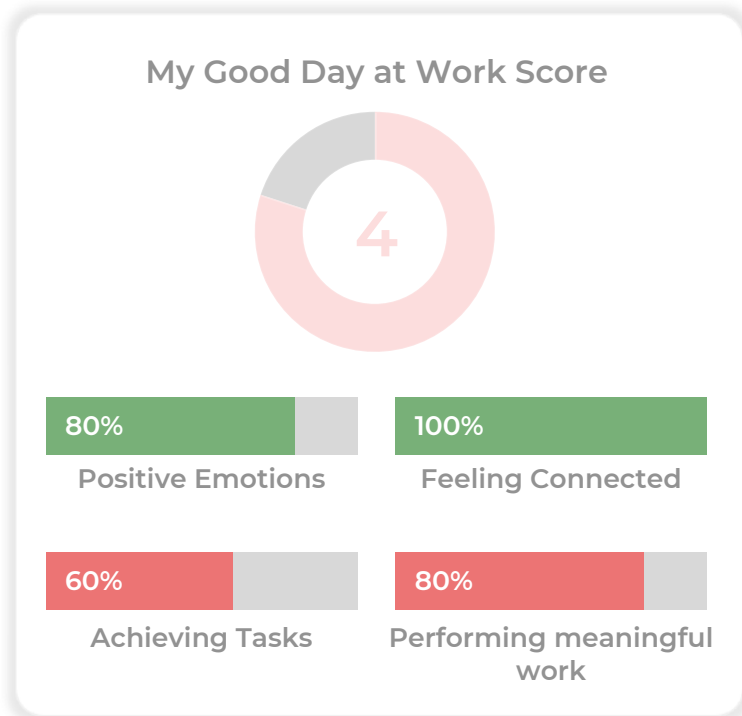 My Good Day at Work Score
4
80%
100%
Positive Emotions
Feeling Connected
60%
80%
Achieving Tasks
Performing meaningful
work